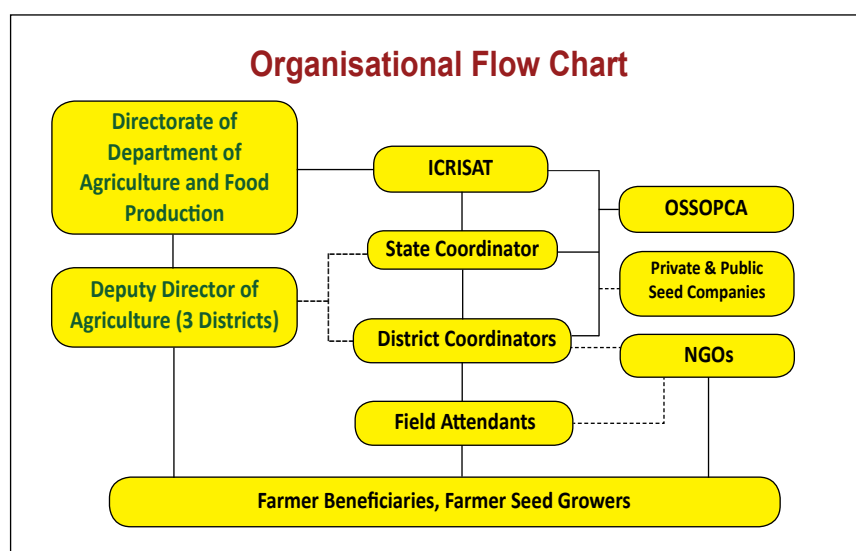 Organisational Flow Chart
Directorate of
Department of
Agriculture and Food
Production
ICRISAT
OSSOPCA
State Coordinator
Private & Public
Seed Companies
Deputy Director of
Agriculture (3 Districts)
District Coordinators
NGOs
Field Attendants
Farmer Beneficiaries, Farmer Seed Growers